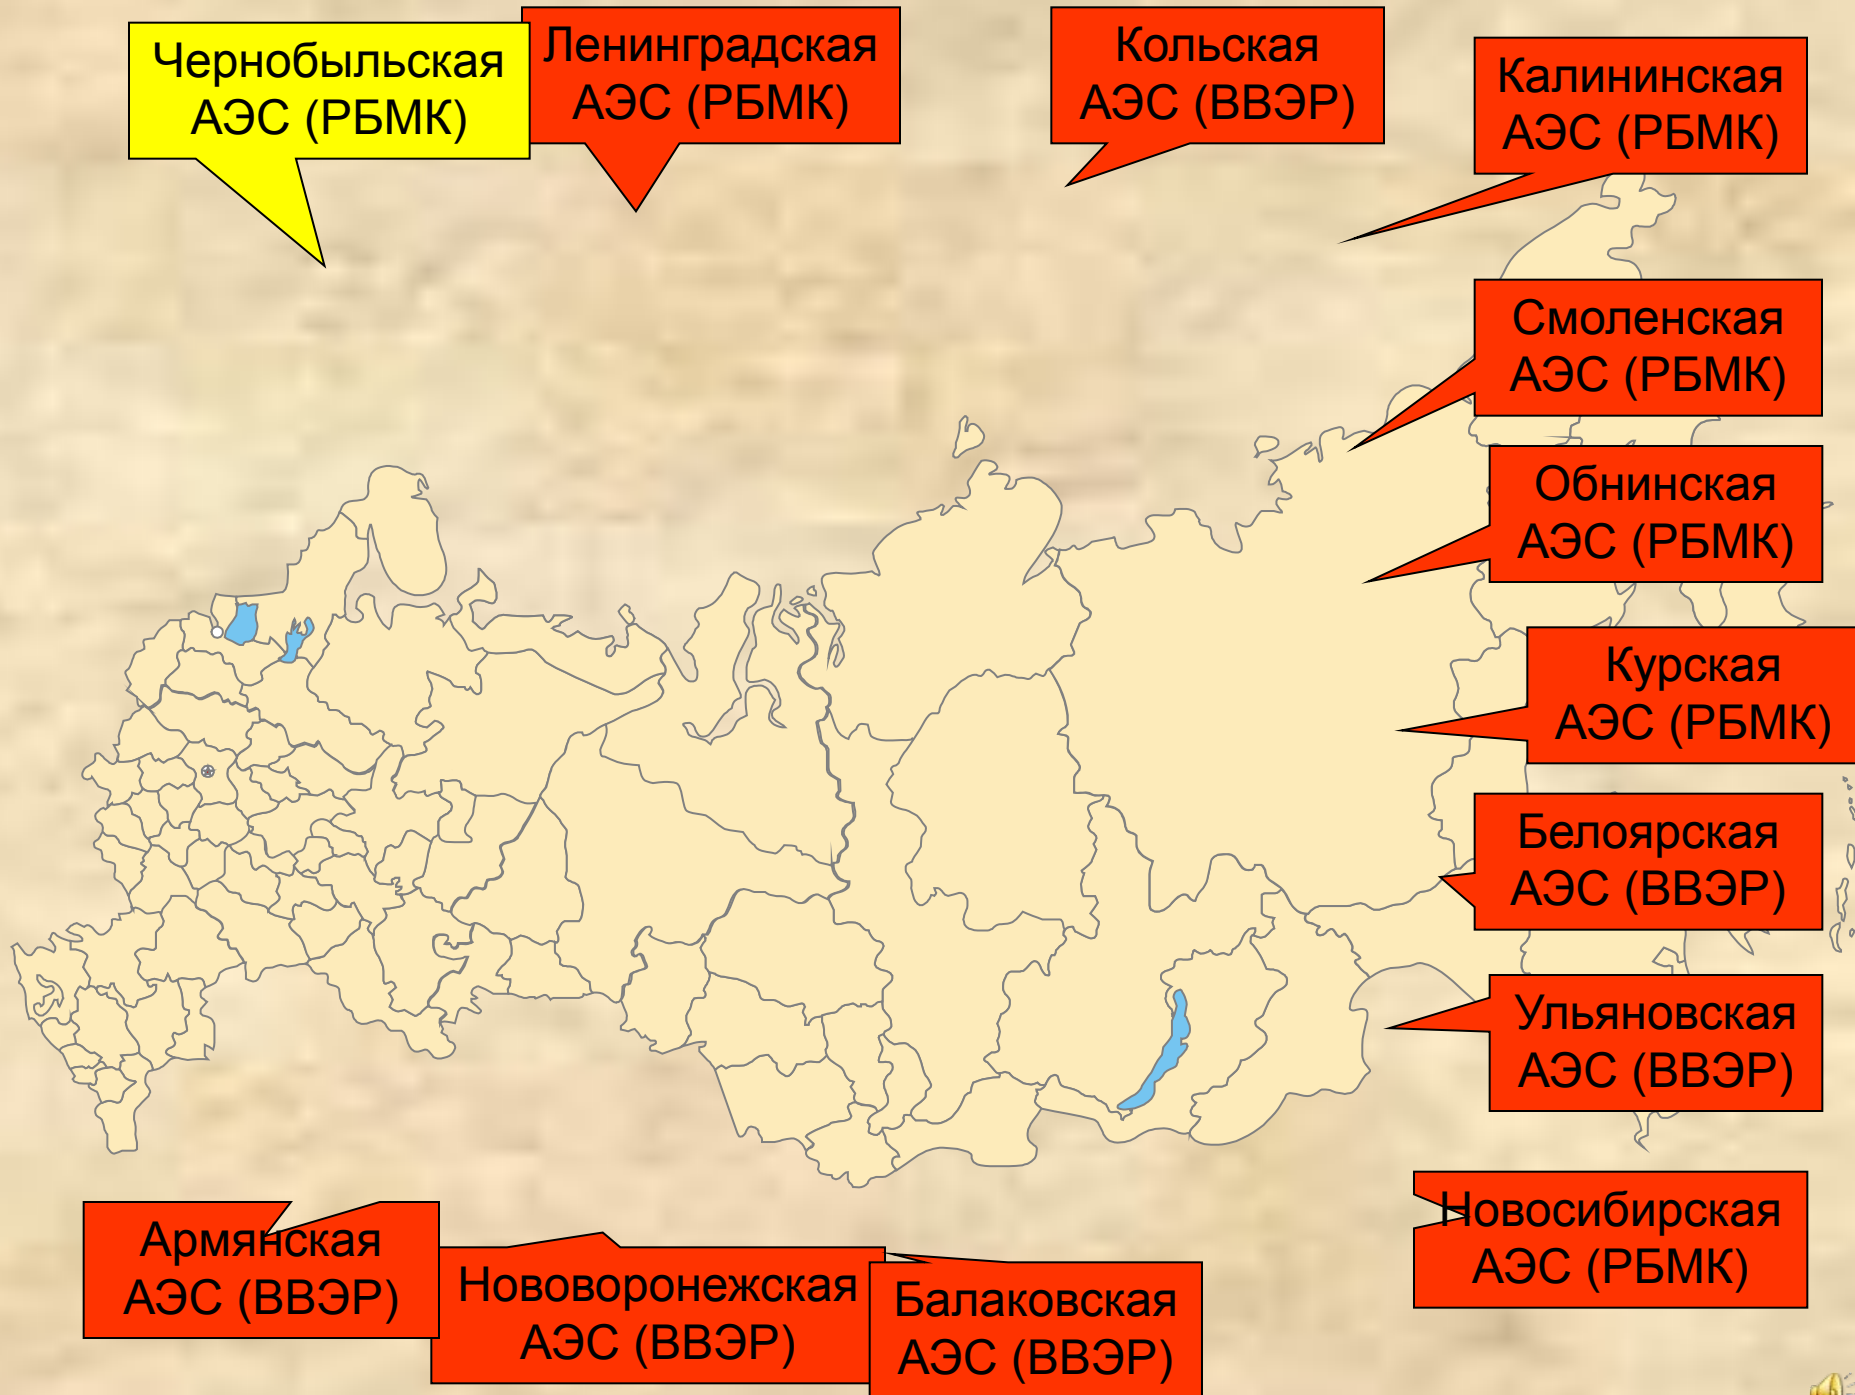 Чернобыльская
АЭС (РБМК)
Ленинградская
АЭС (РБМК)
Кольская
АЭС (ВВЭР)
Калининская
АЭС (РБМК)
Смоленская
АЭС (РБМК)
Обнинская
АЭС (РБМК)
Курская
АЭС (РБМК)
Белоярская
АЭС (ВВЭР)
Ульяновская
АЭС (ВВЭР)
Новосибирская
АЭС (РБМК)
Армянская
АЭС (ВВЭР)
Нововоронежская
АЭС (ВВЭР)
Балаковская
АЭС (ВВЭР)